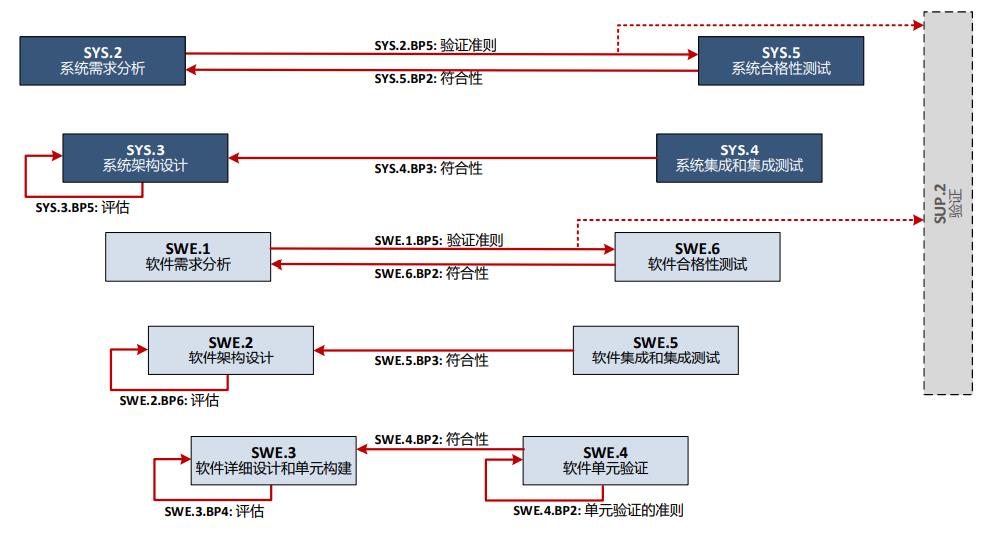 SYS.2
系统需求分析
SYS.2.BP5: 验证准则
SYS.5.BP2: 符合性
SYS.5
系统合格性测试
SYS.3
系统架构设计
SYS.4.BP3: 符合性
SYS.4
系统集成和集成测试
SYS.3.BP5: 评估
SUP.2
验证
SWE.1
软件需求分析
SWE.1.BP5: 验证准则
SWE.6.BP2: 符合性
SWE.6
软件合格性测试
SWE.2
软件架构设计
SWE.5.BP3: 符合性
SWE.5
软件集成和集成测试
SWE.2.BP6: 评估
SWE.3
软件详细设计和单元构建
SWE.4.BP2: 符合性
SWE.4
软件单元验证
SWE.3.BP4: 评估
SWE.4.BP2: 单元验证的准则